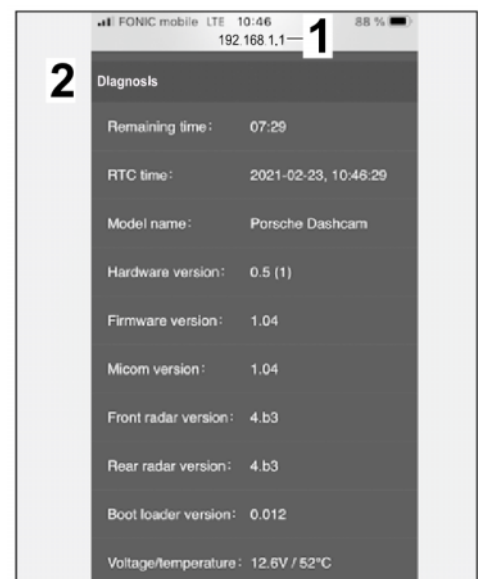 FONIC mobile LTE 10:46 88 %
192.168.1.1 1
2 Diagnosis
Remaining time: 07:29
RTC time: 2021-02-23, 10:46:29
Model name: Porsche Dashcam
Hardware version: 0.5 (1)
Firmware version: 1.04
Micom version: 1.04
Front radar version: 4.b3
Rear radar version: 4.b3
Boot loader version: 0.012
Voltage/temperature: 12.6V / 52°C